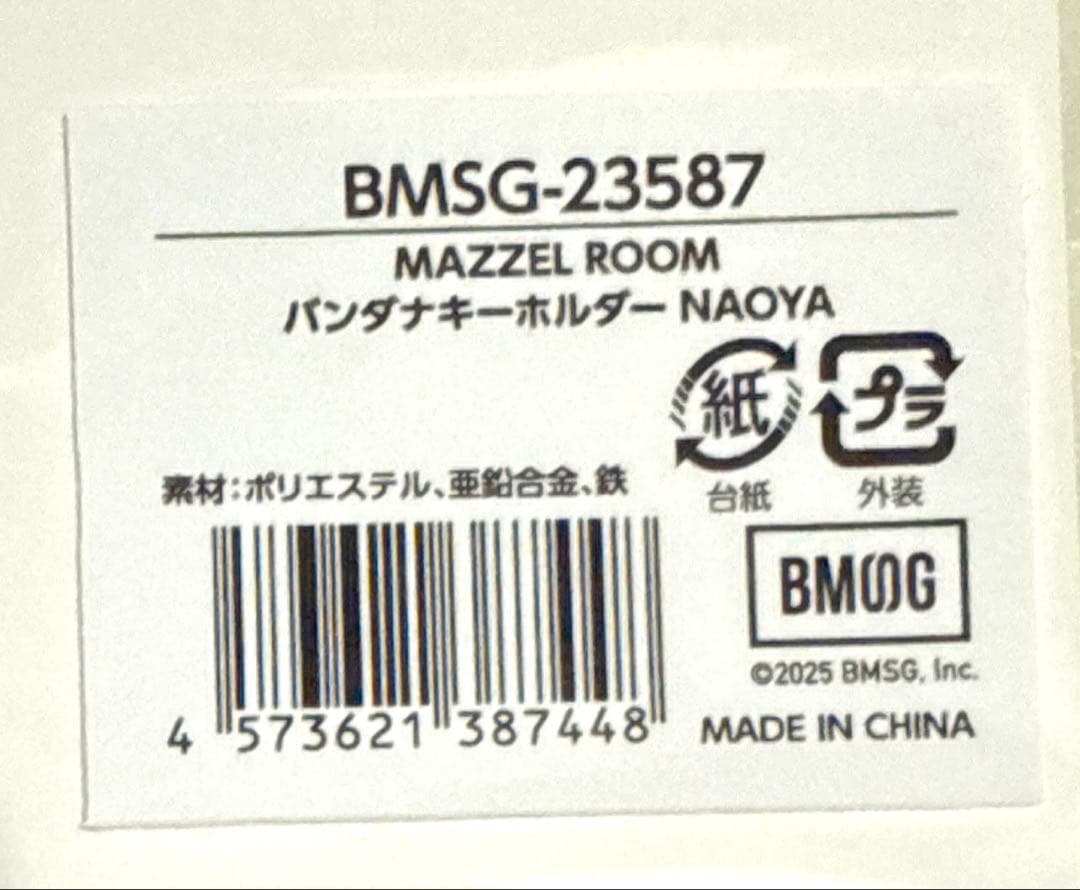 BMSG-23587
MAZZEL ROOM
バンダナキーホルダー NAOYA
紙
プラ
素材:ポリエステル、亜鉛合金、鉄
台紙
外装
BMSG
©2025 BMSG, Inc.
4 573621 387448
MADE IN CHINA